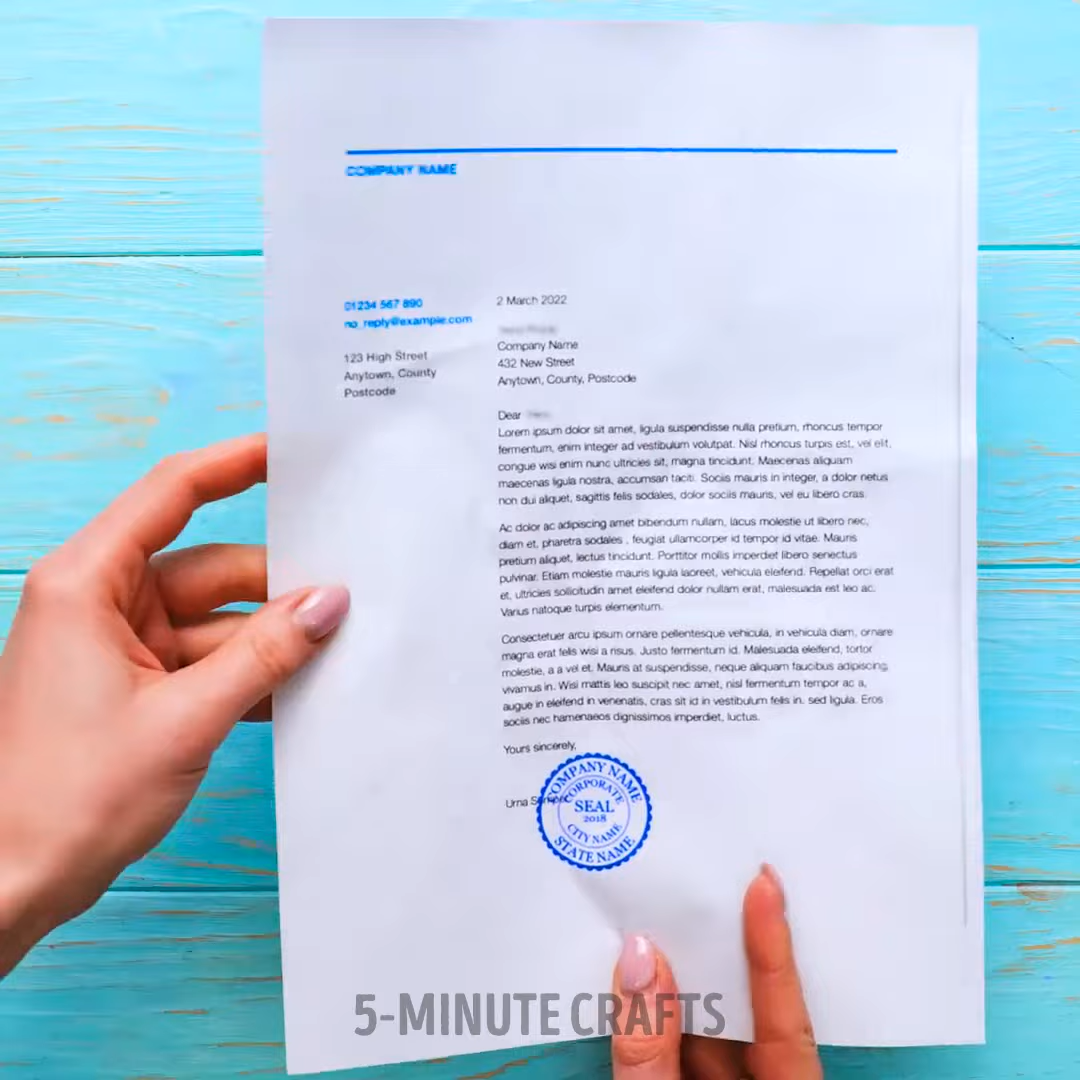 COMPANY NAME
01234 567 890
no_reply@example.com
123 High Street
Anytown, County
Postcode
2 March 2022
Company Name
432 New Street
Anytown, County, Postcode
Dear
Lorem ipsum dolor sit amet, ligula suspendisse nulla pretium, rhoncus tempor
fermentum, enim integer ad vestibulum volutpat. Nisl rhoncus turpis est, vel elit,
congue wisi enim nunc ultricies sit, magna tincidunt. Maecenas aliquam
maecenas ligula nostra, accumsan taciti. Sociis mauris in integer, a dolor netus
non dui aliquet, sagittis felis sodales, dolor sociis mauris, vel eu libero cras.
Ac dolor ac adipiscing amet bibendum nullam, lacus molestie ut libero nec,
diam et, pharetra sodales , feugiat ullamcorper id tempor id vitae. Mauris
pretium aliquet, lectus tincidunt. Porttitor mollis imperdiet libero senectus
pulvinar. Etiam molestie mauris ligula laoreet, vehicula eleifend. Repellat orci erat
et, ultricies sollicitudin amet eleifend dolor nullam erat, malesuada est leo ac.
Varius natoque turpis elementum.
Consectetuer arcu ipsum ornare pellentesque vehicula, in vehicula diam, ornare
magna erat felis wisi a risus. Justo fermentum id. Malesuada eleifend, tortor
molestie, a a vel et. Mauris at suspendisse, neque aliquam faucibus adipiscing,
vivamus in. Wisi mattis leo suscipit nec amet, nisl fermentum tempor ac a,
augue in eleifend in venenatis, cras sit id in vestibulum felis in. sed ligula. Eros
sociis nec hamenaeos dignissimos imperdiet, luctus.
Yours sincerely,
Urna
COMPANY NAME
CORPORATE
SEAL
2018
CITY NAME
STATE NAME
5-MINUTE CRAFTS